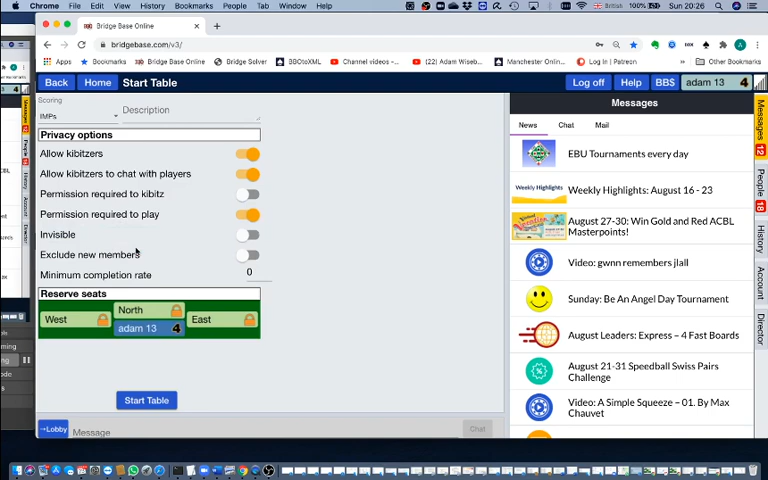 Chrome File Edit View History Bookmarks People Tab Window Help 100% British Sun 20:26
Bridge Base Online
bridgebase.com/v3/
Apps Bookmarks Bridge Base Online Bridge Solver BBOtoXML Channel videos -... (22) Adam Wiseb... Manchester Onlin... Log In | Pareto Other Bookmarks
Back Home Start Table Log off Help BB$ adam 13 4
Scoring
IMPs Description
Privacy options
Allow kibitzers
Allow kibitzers to chat with players
Permission required to kibitz
Permission required to play
Invisible
Exclude new members
Minimum completion rate 0
Reserve seats
North
West East
adam 13 4
Start Table
→Lobby Message Chat
Messages
News Chat Mail
EBU Tournaments every day
Weekly Highlights: August 16 - 23
August 27-30: Win Gold and Red ACBL
Masterpoints!
Video: gwnn remembers jlall
Sunday: Be An Angel Day Tournament
August Leaders: Express – 4 Fast Boards
August 21-31 Speedball Swiss Pairs
Challenge
Video: A Simple Squeeze – 01. By Max
Chauvet
Messages 12
People 18
History
Account
Director